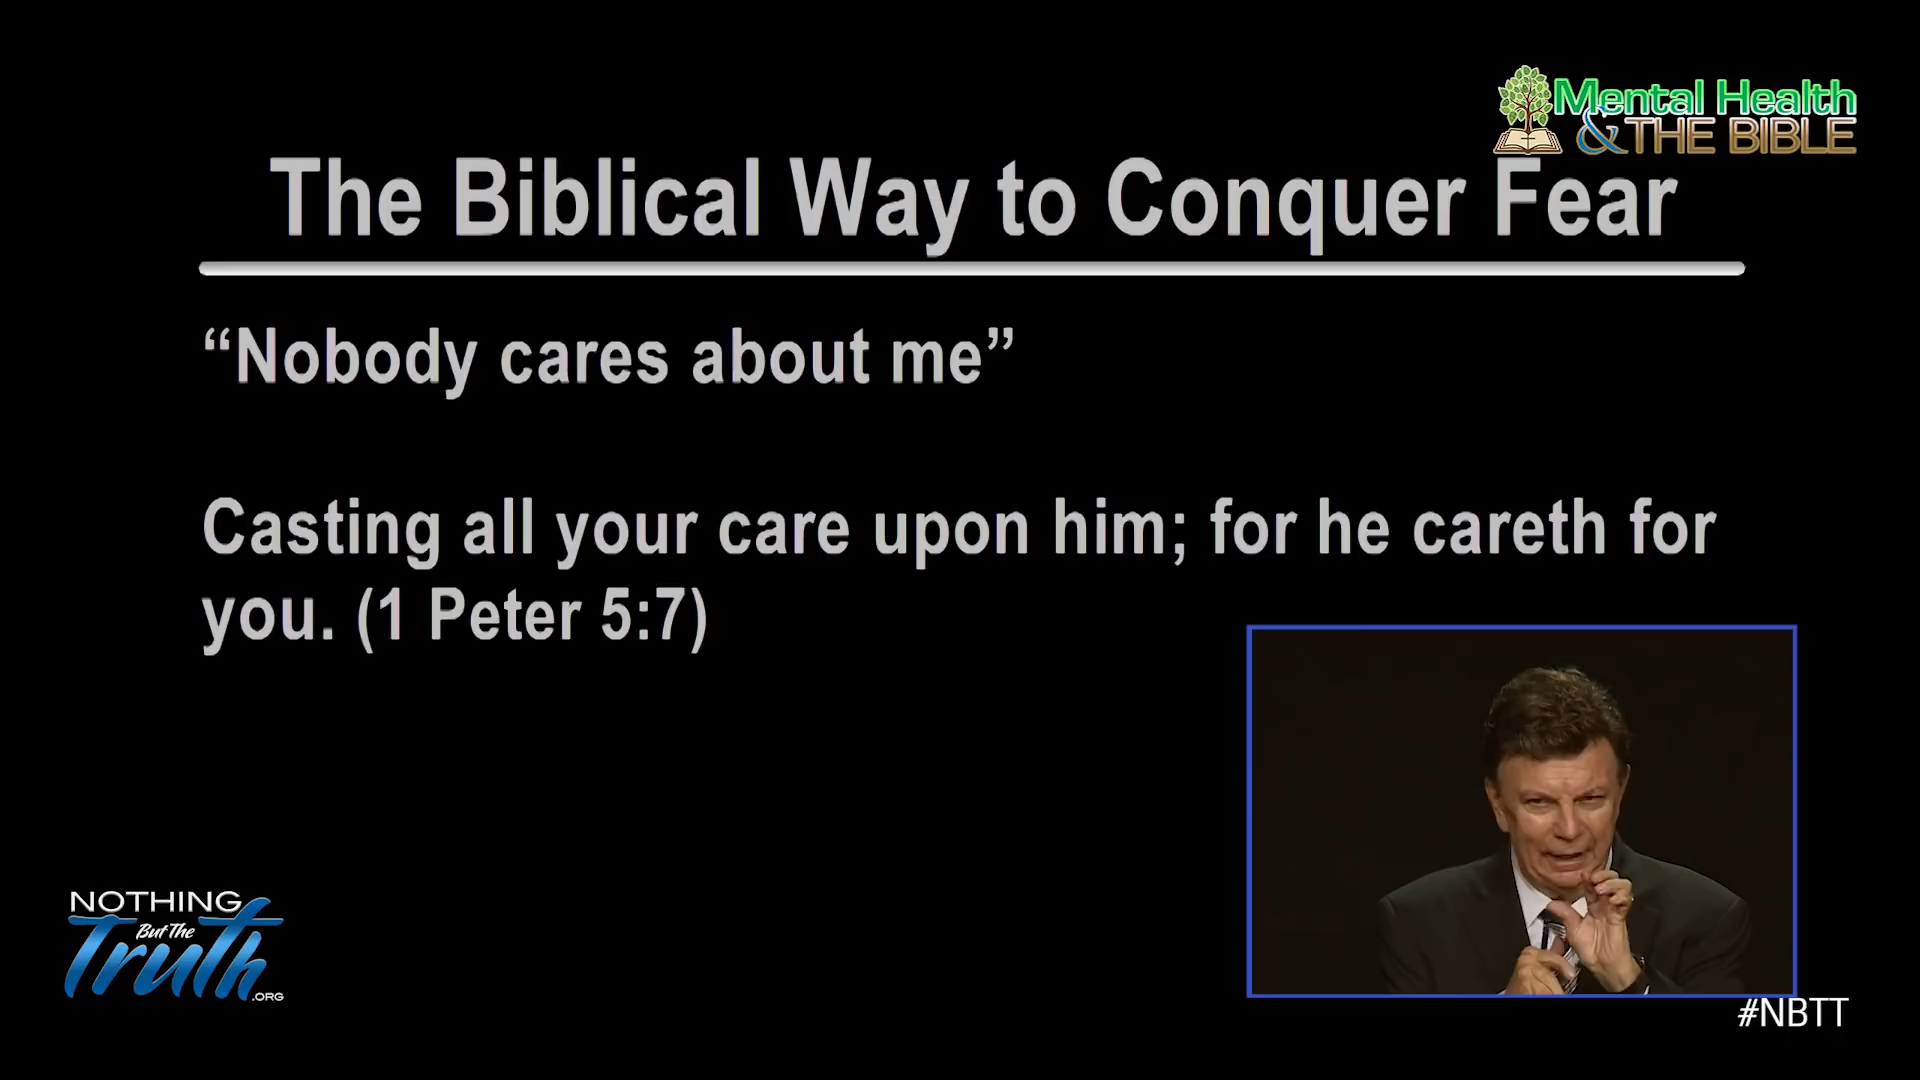 Mental Health
& THE BIBLE
The Biblical Way to Conquer Fear
“Nobody cares about me”
Casting all your care upon him; for he careth for
you. (1 Peter 5:7)
NOTHING
But The
Truth
.ORG
#NBTT